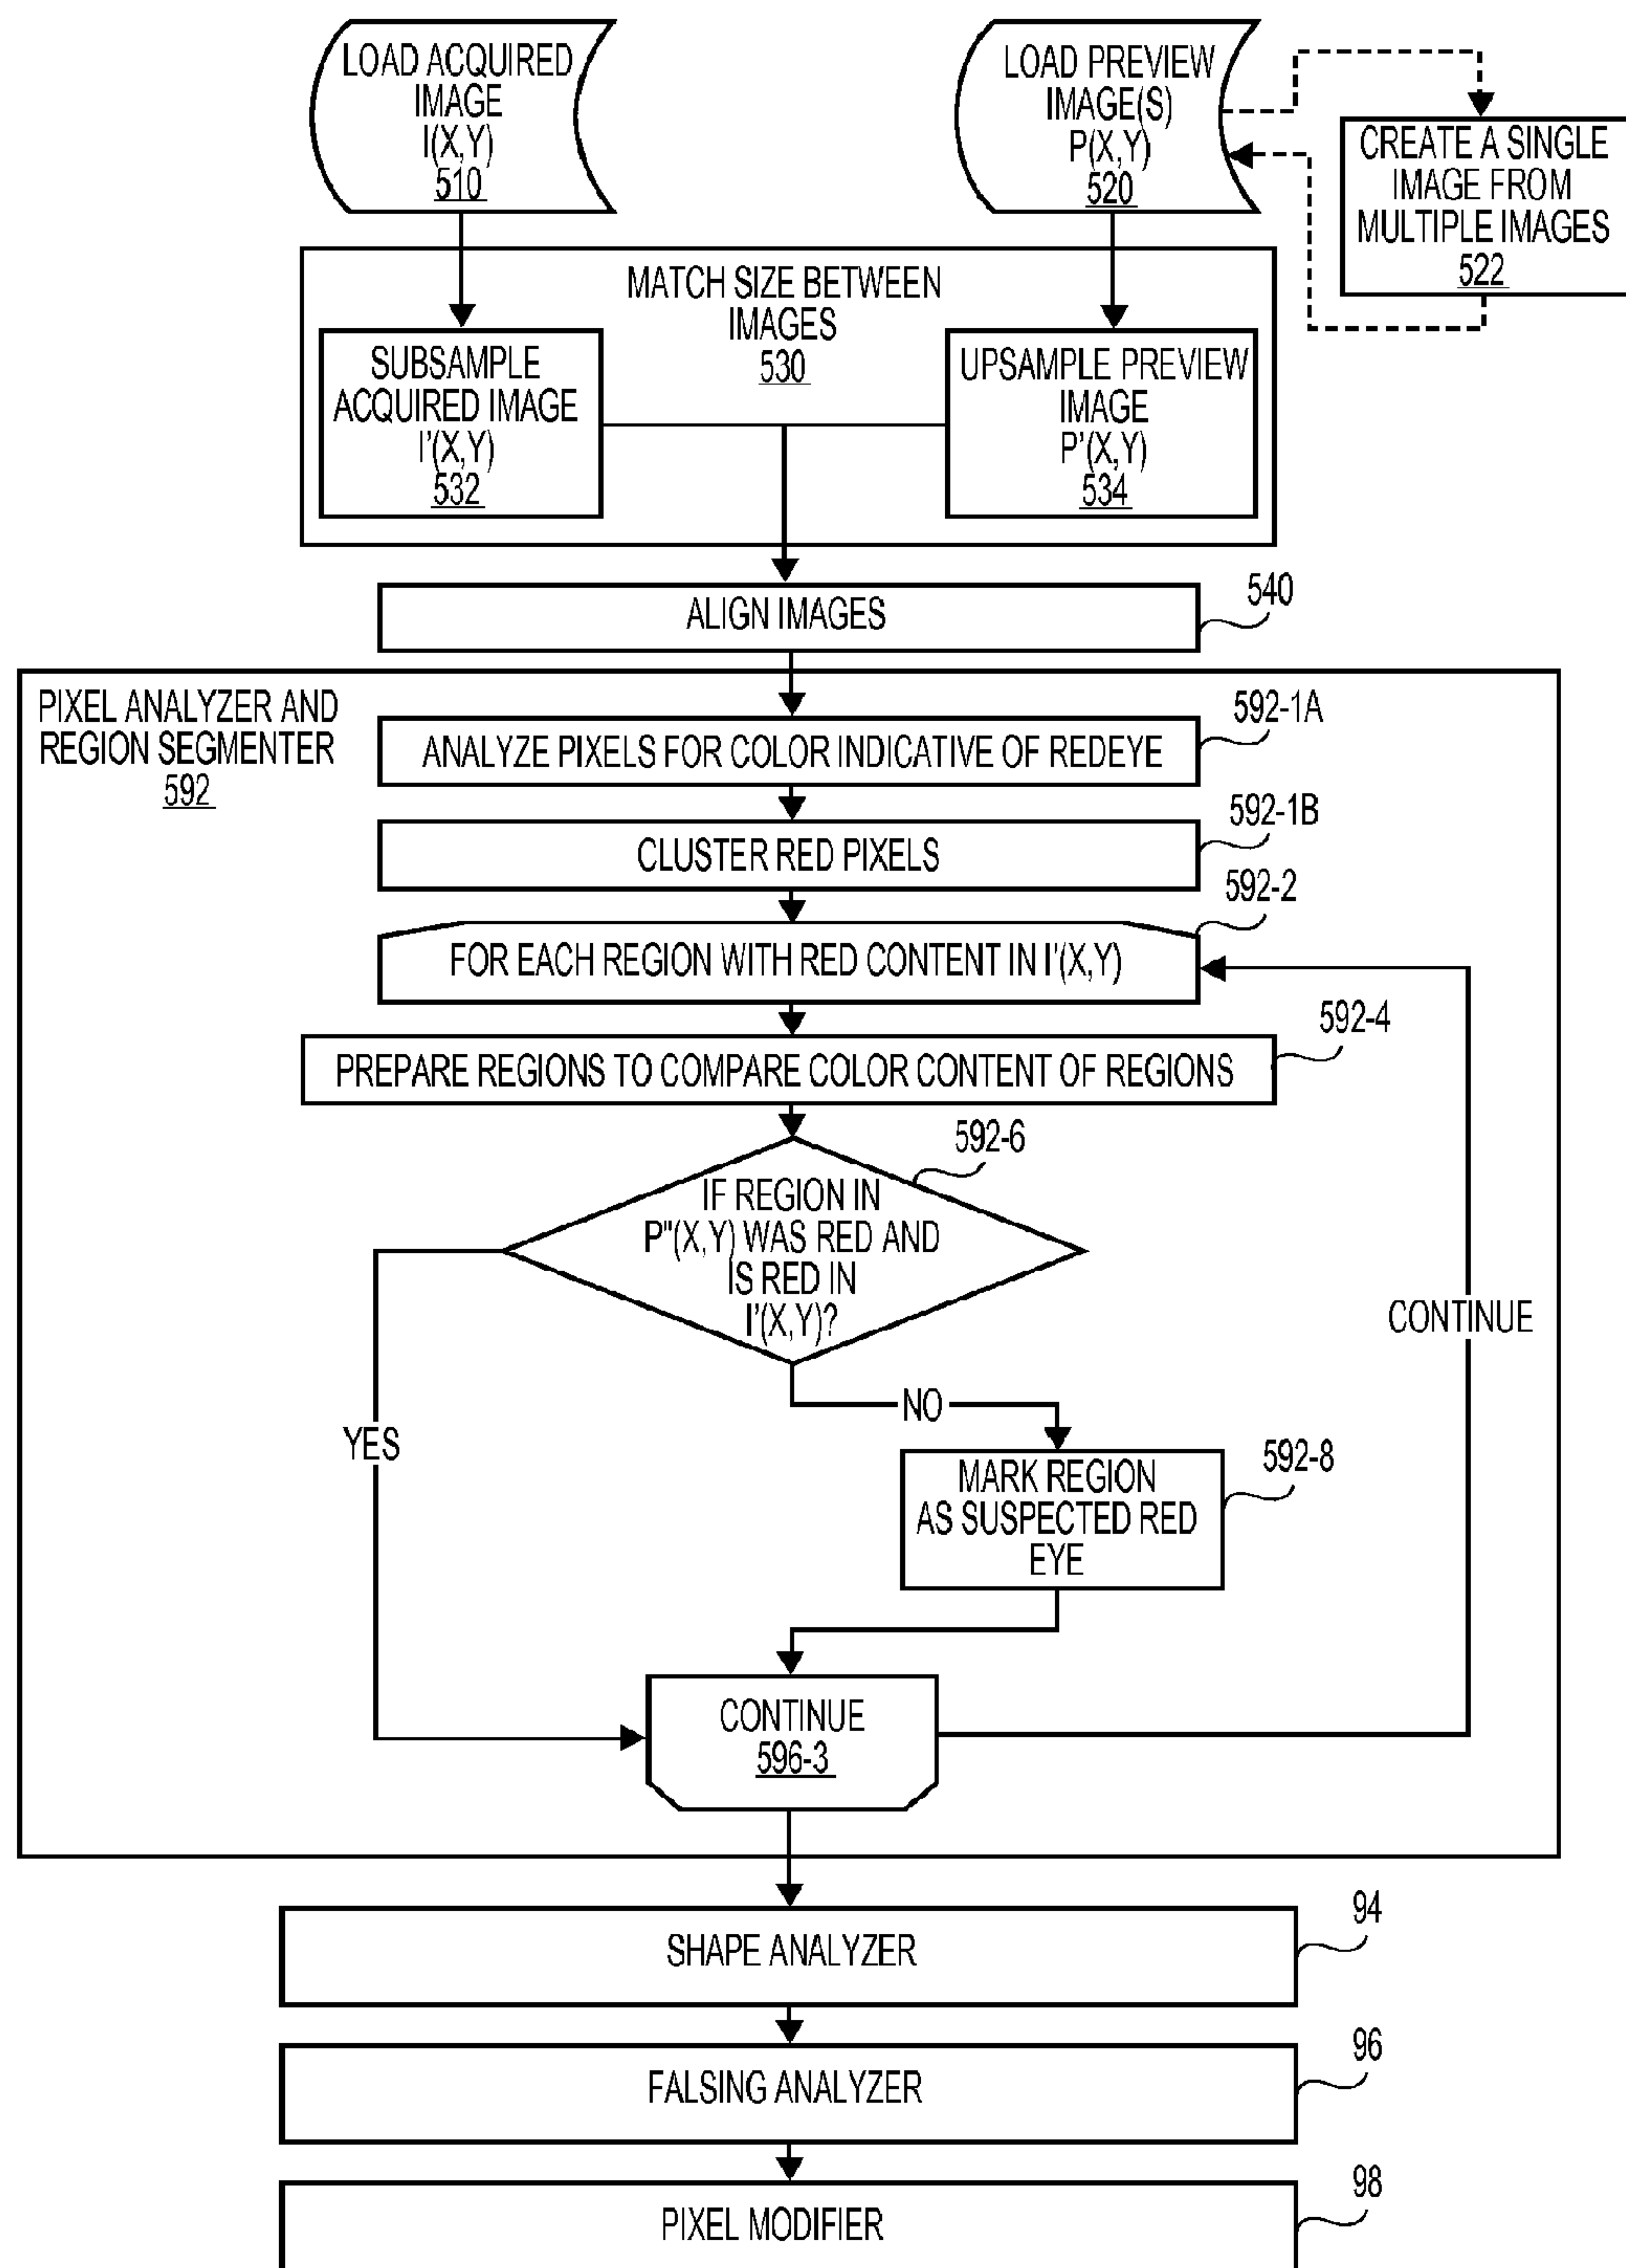 LOAD ACQUIRED
IMAGE
I(X,Y)
510
LOAD PREVIEW
IMAGE(S)
P(X,Y)
520
CREATE A SINGLE
IMAGE FROM
MULTIPLE IMAGES
522
MATCH SIZE BETWEEN
IMAGES
530
SUBSAMPLE
ACQUIRED IMAGE
I'(X,Y)
532
UPSAMPLE PREVIEW
IMAGE
P'(X,Y)
534
ALIGN IMAGES
540
PIXEL ANALYZER AND
REGION SEGMENTER
592
ANALYZE PIXELS FOR COLOR INDICATIVE OF REDEYE
592-1A
CLUSTER RED PIXELS
592-1B
FOR EACH REGION WITH RED CONTENT IN I'(X,Y)
592-2
PREPARE REGIONS TO COMPARE COLOR CONTENT OF REGIONS
592-4
IF REGION IN
P"(X,Y) WAS RED AND
IS RED IN
I'(X,Y)?
592-6
YES
NO
CONTINUE
MARK REGION
AS SUSPECTED RED
EYE
592-8
CONTINUE
596-3
SHAPE ANALYZER
94
FALSING ANALYZER
96
PIXEL MODIFIER
98